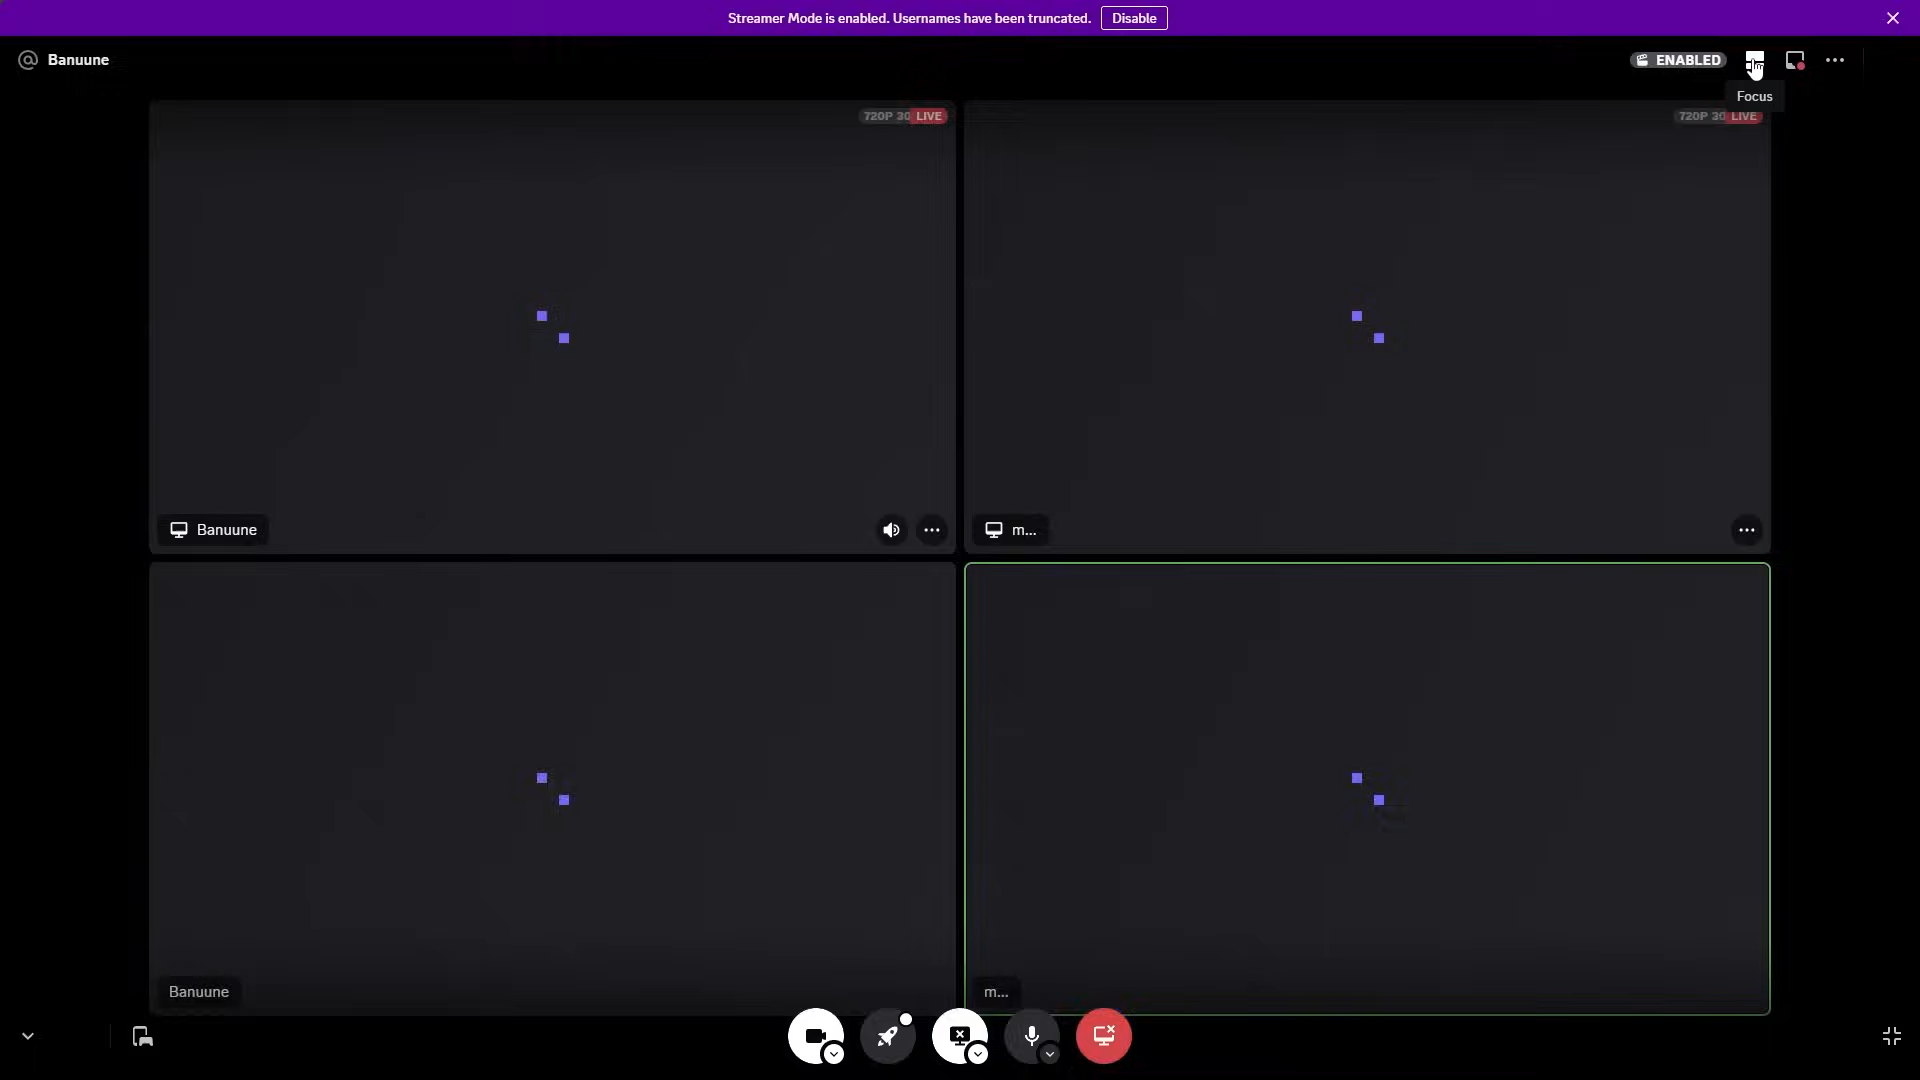 Streamer Mode is enabled. Usernames have been truncated. Disable
Banuune
ENABLED
Focus
720P 30 LIVE
720P 30 LIVE
Banuune
m...
Banuune
m...